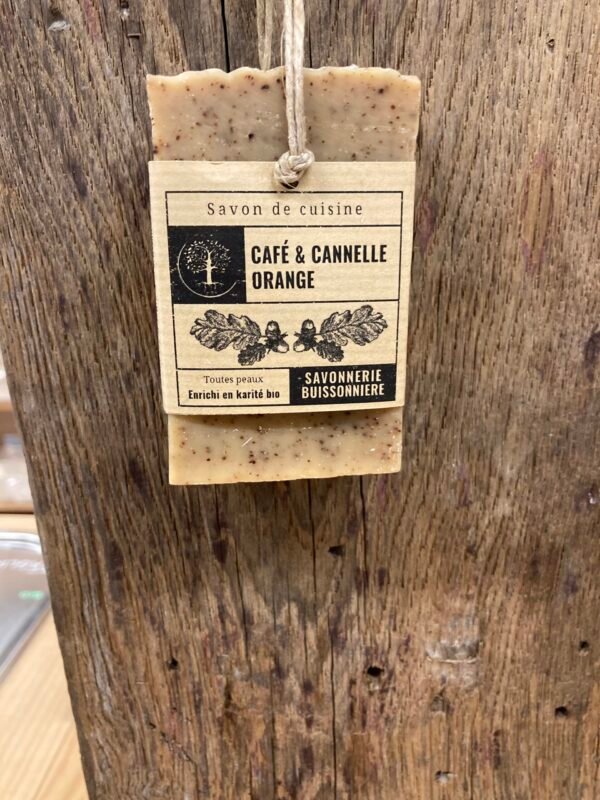 Savon de cuisine
CAFÉ & CANNELLE
ORANGE
Toutes peaux
Enrichi en karité bio
SAVONNERIE
BUISSONNIERE